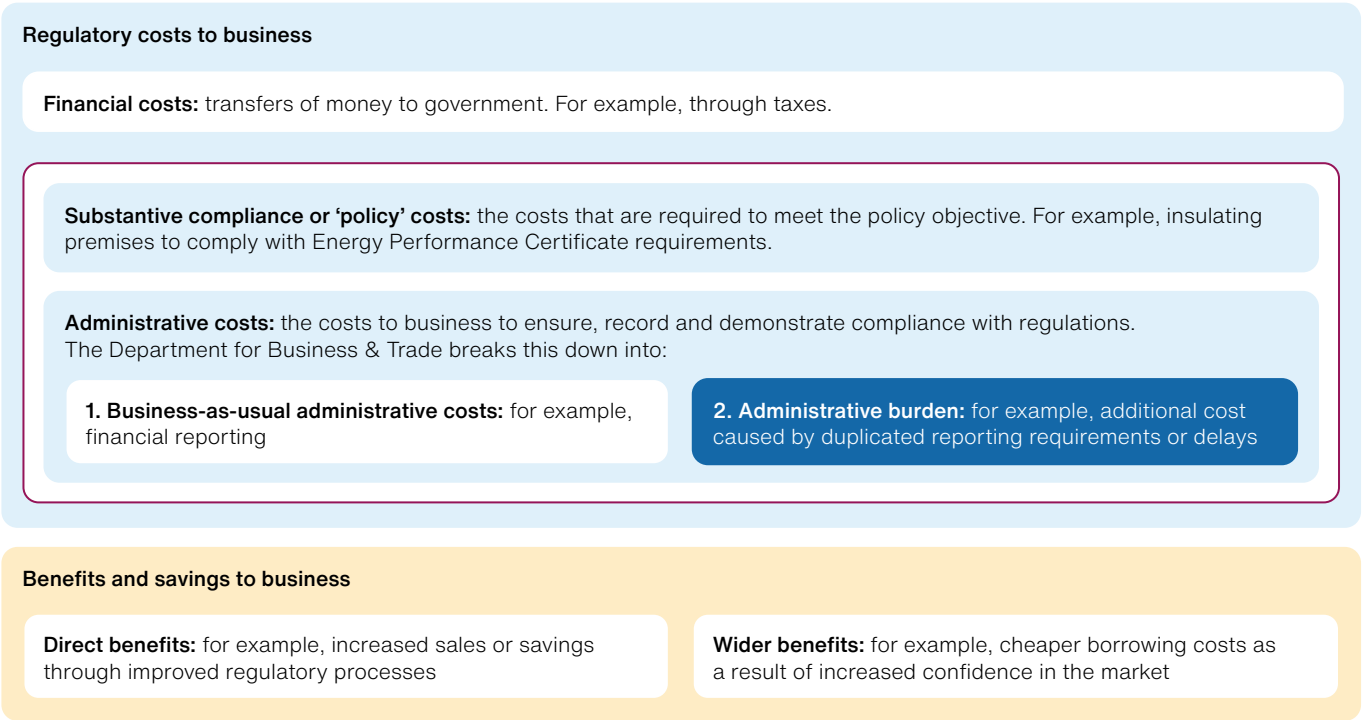 Regulatory costs to business
Financial costs: transfers of money to government. For example, through taxes.
Substantive compliance or ‘policy’ costs: the costs that are required to meet the policy objective. For example, insulating
premises to comply with Energy Performance Certificate requirements.
Administrative costs: the costs to business to ensure, record and demonstrate compliance with regulations.
The Department for Business & Trade breaks this down into:
1. Business-as-usual administrative costs: for example,
financial reporting
2. Administrative burden: for example, additional cost
caused by duplicated reporting requirements or delays
Benefits and savings to business
Direct benefits: for example, increased sales or savings
through improved regulatory processes
Wider benefits: for example, cheaper borrowing costs as
a result of increased confidence in the market